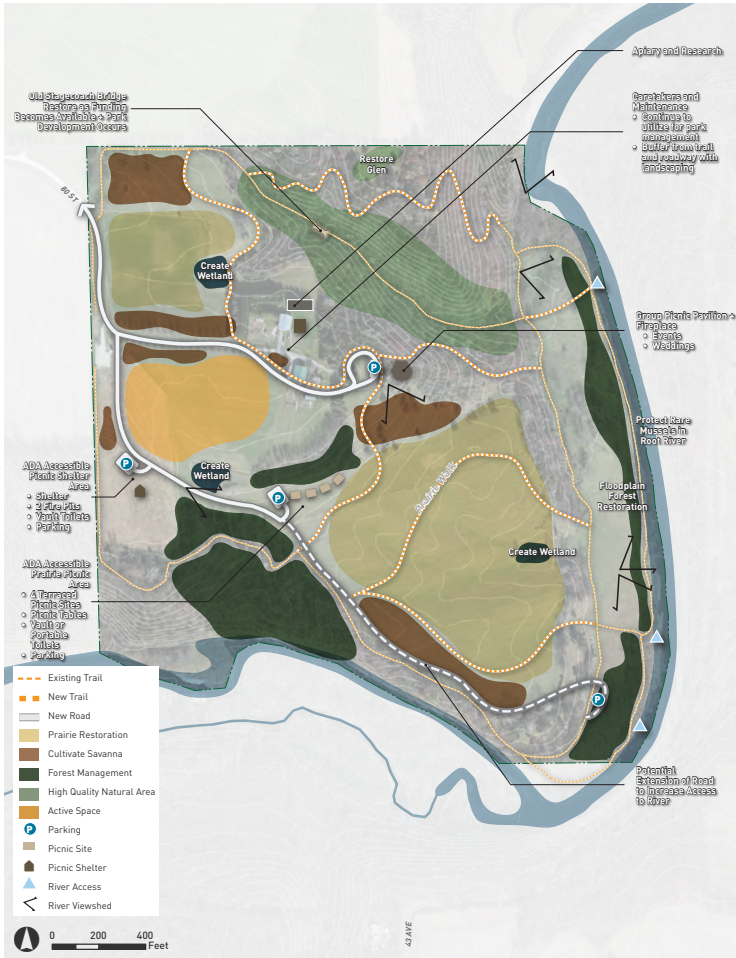 Apiary and Research
Old Stagecoach Bridge
Restore as Funding
Becomes Available + Park
Development Occurs
Caretakers and
Maintenance
• Continue to
utilize for park
management
• Buffer from trail
and roadway with
landscaping
Restore
Glen
80 ST
Create
Wetland
Group Picnic Pavilion +
Fireplace
• Events
• Weddings
P
Protect Rare
Mussels in
Root River
ADA Accessible
Picnic Shelter
Area
• Shelter
• 2 Fire Pits
• Vault Toilets
• Parking
P
Create
Wetland
P
Prairie Walk
Floodplain
Forest
Restoration
Create Wetland
ADA Accessible
Prairie Picnic
Area
• 4 Terraced
Picnic Sites
• Picnic Tables
• Vault or
Portable
Toilets
• Parking
P
Potential
Extension of Road
to Increase Access
to River
Existing Trail
New Trail
New Road
Prairie Restoration
Cultivate Savanna
Forest Management
High Quality Natural Area
Active Space
P Parking
Picnic Site
Picnic Shelter
River Access
River Viewshed
0 200 400
Feet
43 AVE